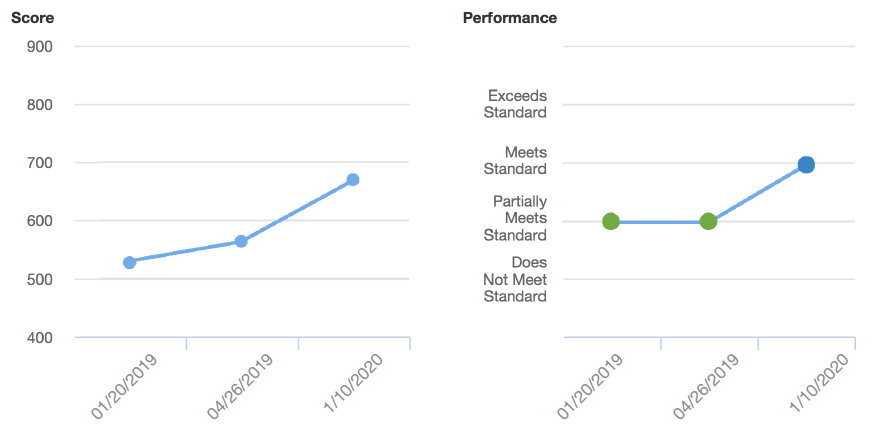 Score
900
800
700
600
500
400
01/20/2019
04/26/2019
1/10/2020
Performance
Exceeds
Standard
Meets
Standard
Partially
Meets
Standard
Does
Not Meet
Standard
01/20/2019
04/26/2019
1/10/2020